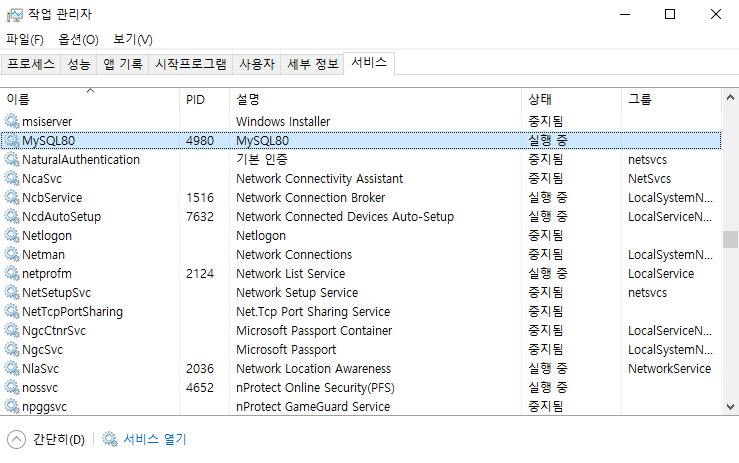 작업 관리자
파일(F) 옵션(O) 보기(V)
프로세스 성능 앱 기록 시작프로그램 사용자 세부 정보 서비스
이름 PID 설명 상태 그룹
msiserver Windows Installer 중지됨
MySQL80 4980 MySQL80 실행 중
NaturalAuthentication 기본 인증 중지됨 netsvcs
NcaSvc Network Connectivity Assistant 중지됨 NetSvcs
NcbService 1516 Network Connection Broker 실행 중 LocalSystemN...
NcdAutoSetup 7632 Network Connected Devices Auto-Setup 실행 중 LocalServiceN...
Netlogon Netlogon 중지됨
Netman Network Connections 중지됨 LocalSystemN...
netprofm 2124 Network List Service 실행 중 LocalService
NetSetupSvc Network Setup Service 중지됨 netsvcs
NetTcpPortSharing Net.Tcp Port Sharing Service 중지됨
NgcCtnrSvc Microsoft Passport Container 중지됨 LocalServiceN...
NgcSvc Microsoft Passport 중지됨 LocalSystemN...
NlaSvc 2036 Network Location Awareness 실행 중 NetworkService
nossvc 4652 nProtect Online Security(PFS) 실행 중
npggsvc nProtect GameGuard Service 중지됨
간단히(D) 서비스 열기